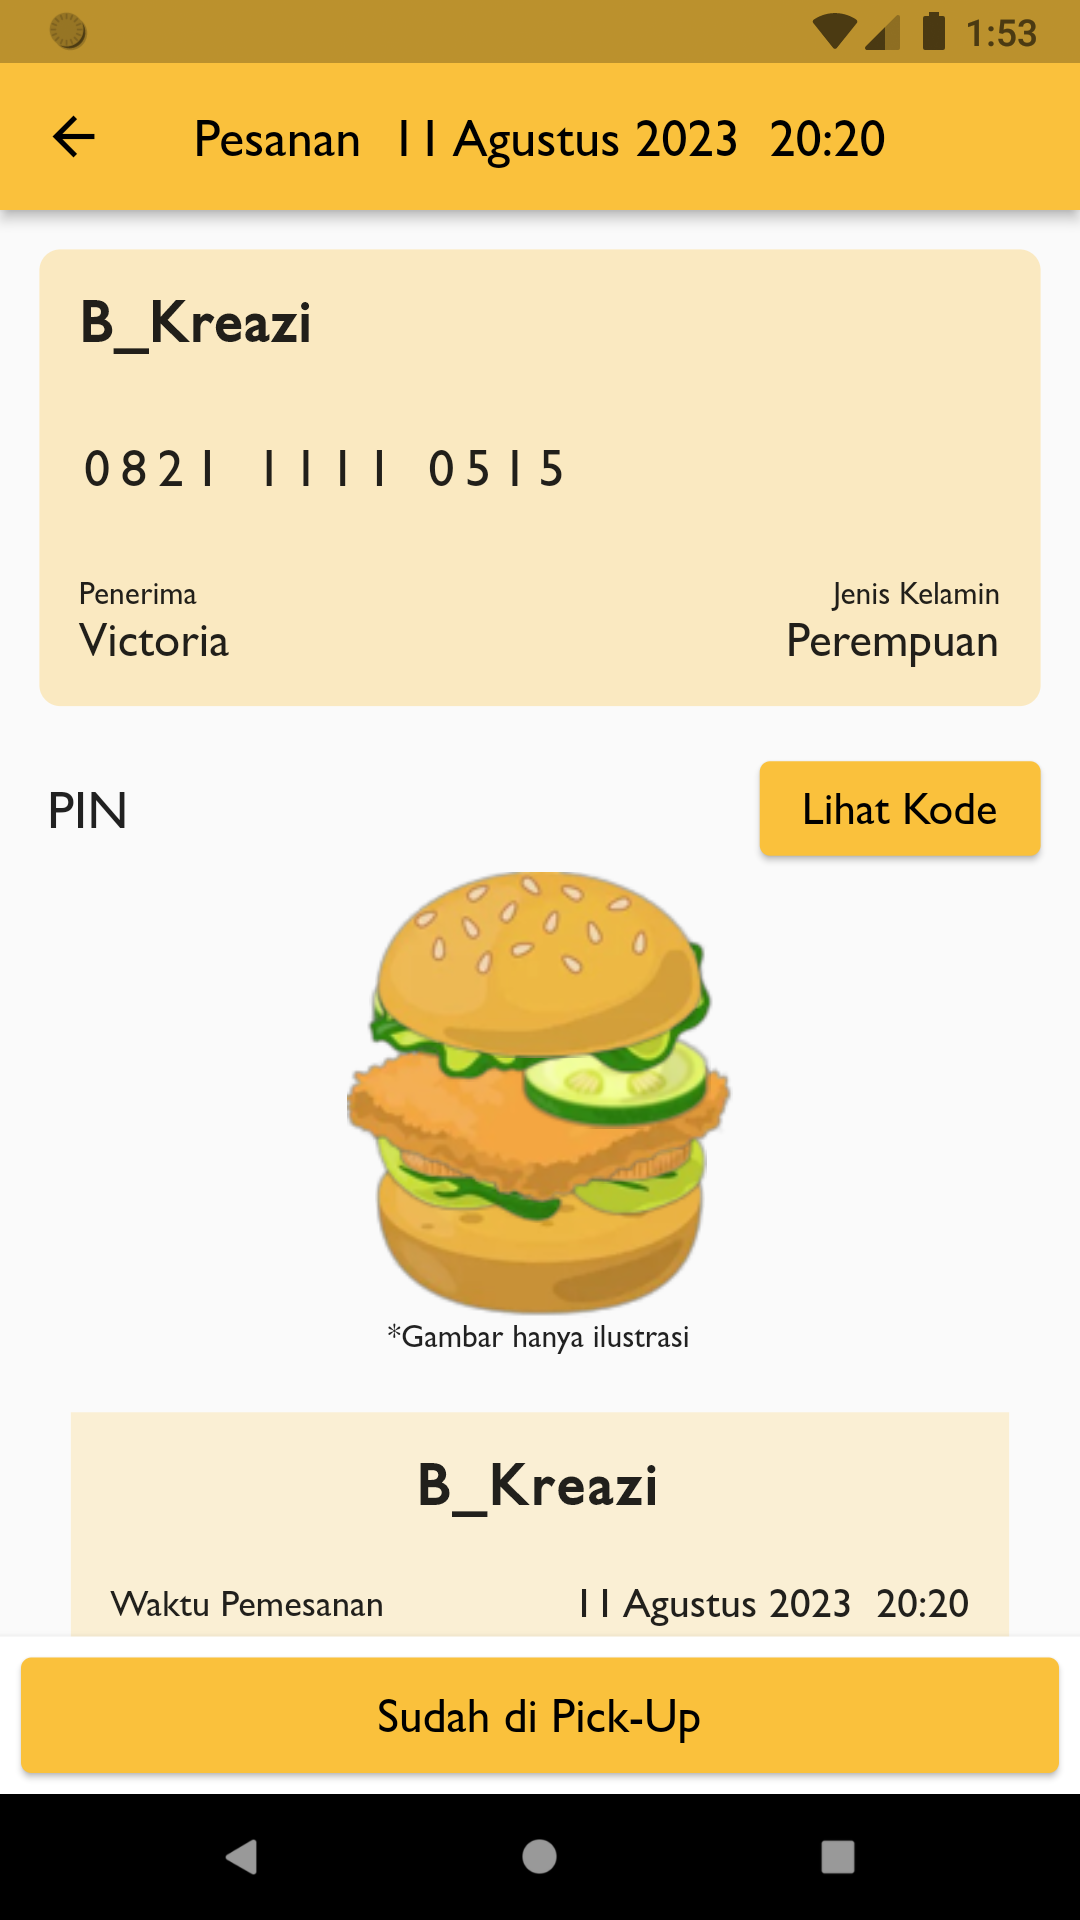 1:53
Pesanan 11 Agustus 2023 20:20
B_Kreazi
0821 1111 0515
Penerima Jenis Kelamin
Victoria Perempuan
PIN Lihat Kode
*Gambar hanya ilustrasi
B_Kreazi
Waktu Pemesanan 11 Agustus 2023 20:20
Sudah di Pick-Up